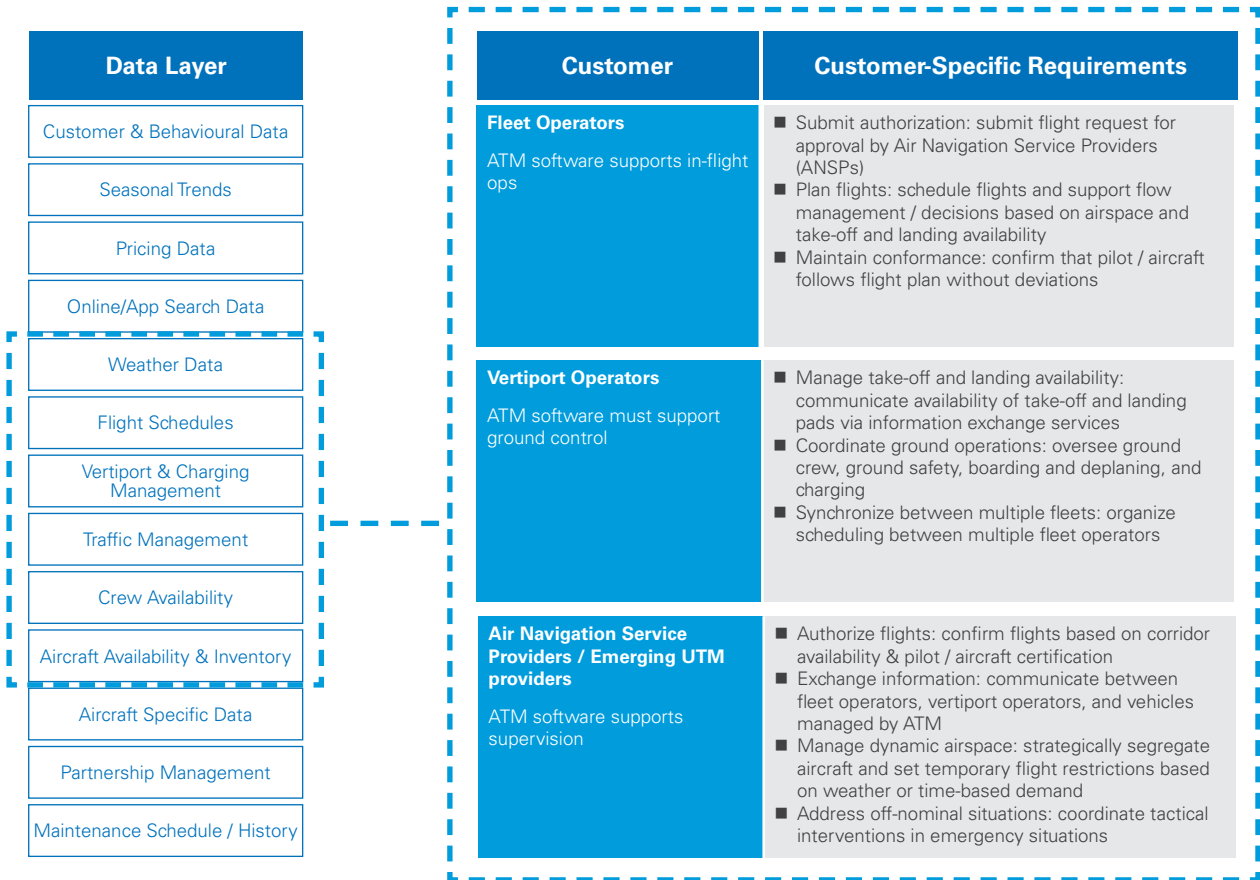 Data Layer
Customer & Behavioural Data
Seasonal Trends
Pricing Data
Online/App Search Data
Weather Data
Flight Schedules
Vertiport & Charging
Management
Traffic Management
Crew Availability
Aircraft Availability & Inventory
Aircraft Specific Data
Partnership Management
Maintenance Schedule / History
Customer
Customer-Specific Requirements
Fleet Operators
ATM software supports in-flight
ops
■ Submit authorization: submit flight request for
approval by Air Navigation Service Providers
(ANSPs)
■ Plan flights: schedule flights and support flow
management / decisions based on airspace and
take-off and landing availability
■ Maintain conformance: confirm that pilot / aircraft
follows flight plan without deviations
Vertiport Operators
ATM software must support
ground control
■ Manage take-off and landing availability:
communicate availability of take-off and landing
pads via information exchange services
■ Coordinate ground operations: oversee ground
crew, ground safety, boarding and deplaning, and
charging
■ Synchronize between multiple fleets: organize
scheduling between multiple fleet operators
Air Navigation Service
Providers / Emerging UTM
providers
ATM software supports
supervision
■ Authorize flights: confirm flights based on corridor
availability & pilot / aircraft certification
■ Exchange information: communicate between
fleet operators, vertiport operators, and vehicles
managed by ATM
■ Manage dynamic airspace: strategically segregate
aircraft and set temporary flight restrictions based
on weather or time-based demand
■ Address off-nominal situations: coordinate tactical
interventions in emergency situations